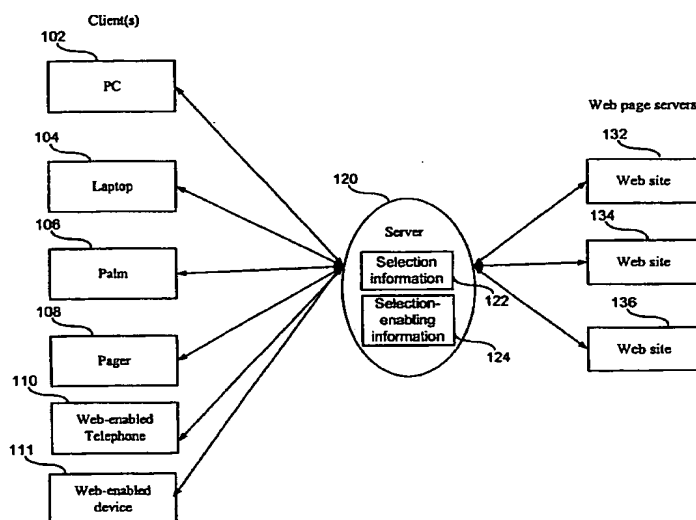 Client(s)
102
PC
104
Laptop
106
Palm
108
Pager
110
Web-enabled
Telephone
111
Web-enabled
device
120
Server
Selection
information
122
Selection-
enabling
information
124
Web page servers
132
Web site
134
Web site
136
Web site